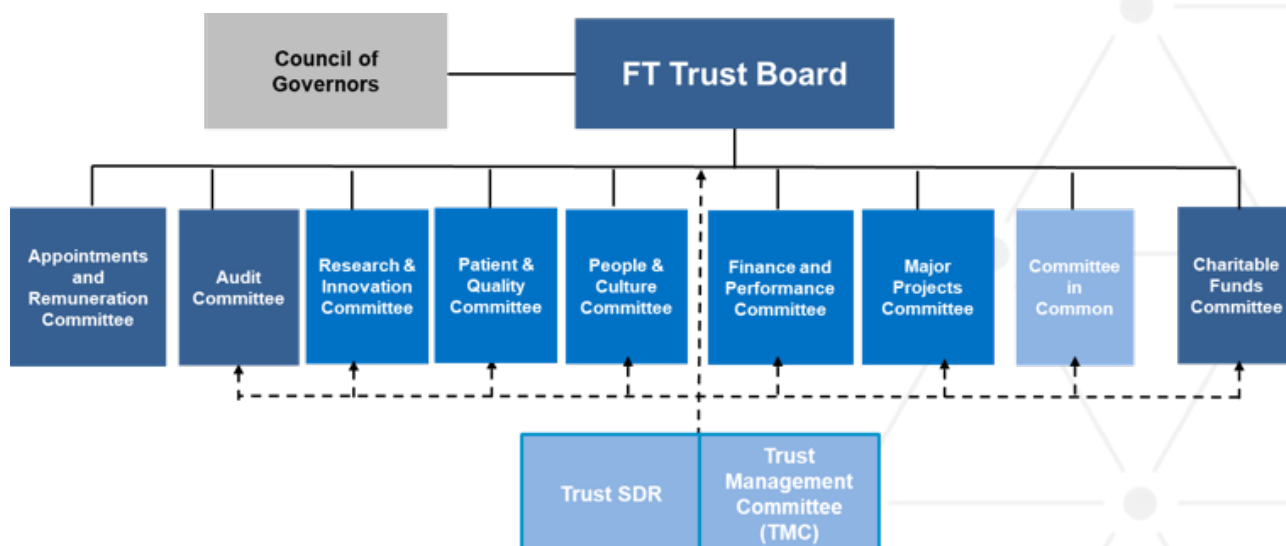 Council of
Governors
FT Trust Board
Appointments
and
Remuneration
Committee
Audit
Committee
Research &
Innovation
Committee
Patient &
Quality
Committee
People &
Culture
Committee
Finance and
Performance
Committee
Major
Projects
Committee
Committee
in
Common
Charitable
Funds
Committee
Trust SDR
Trust
Management
Committee
(TMC)